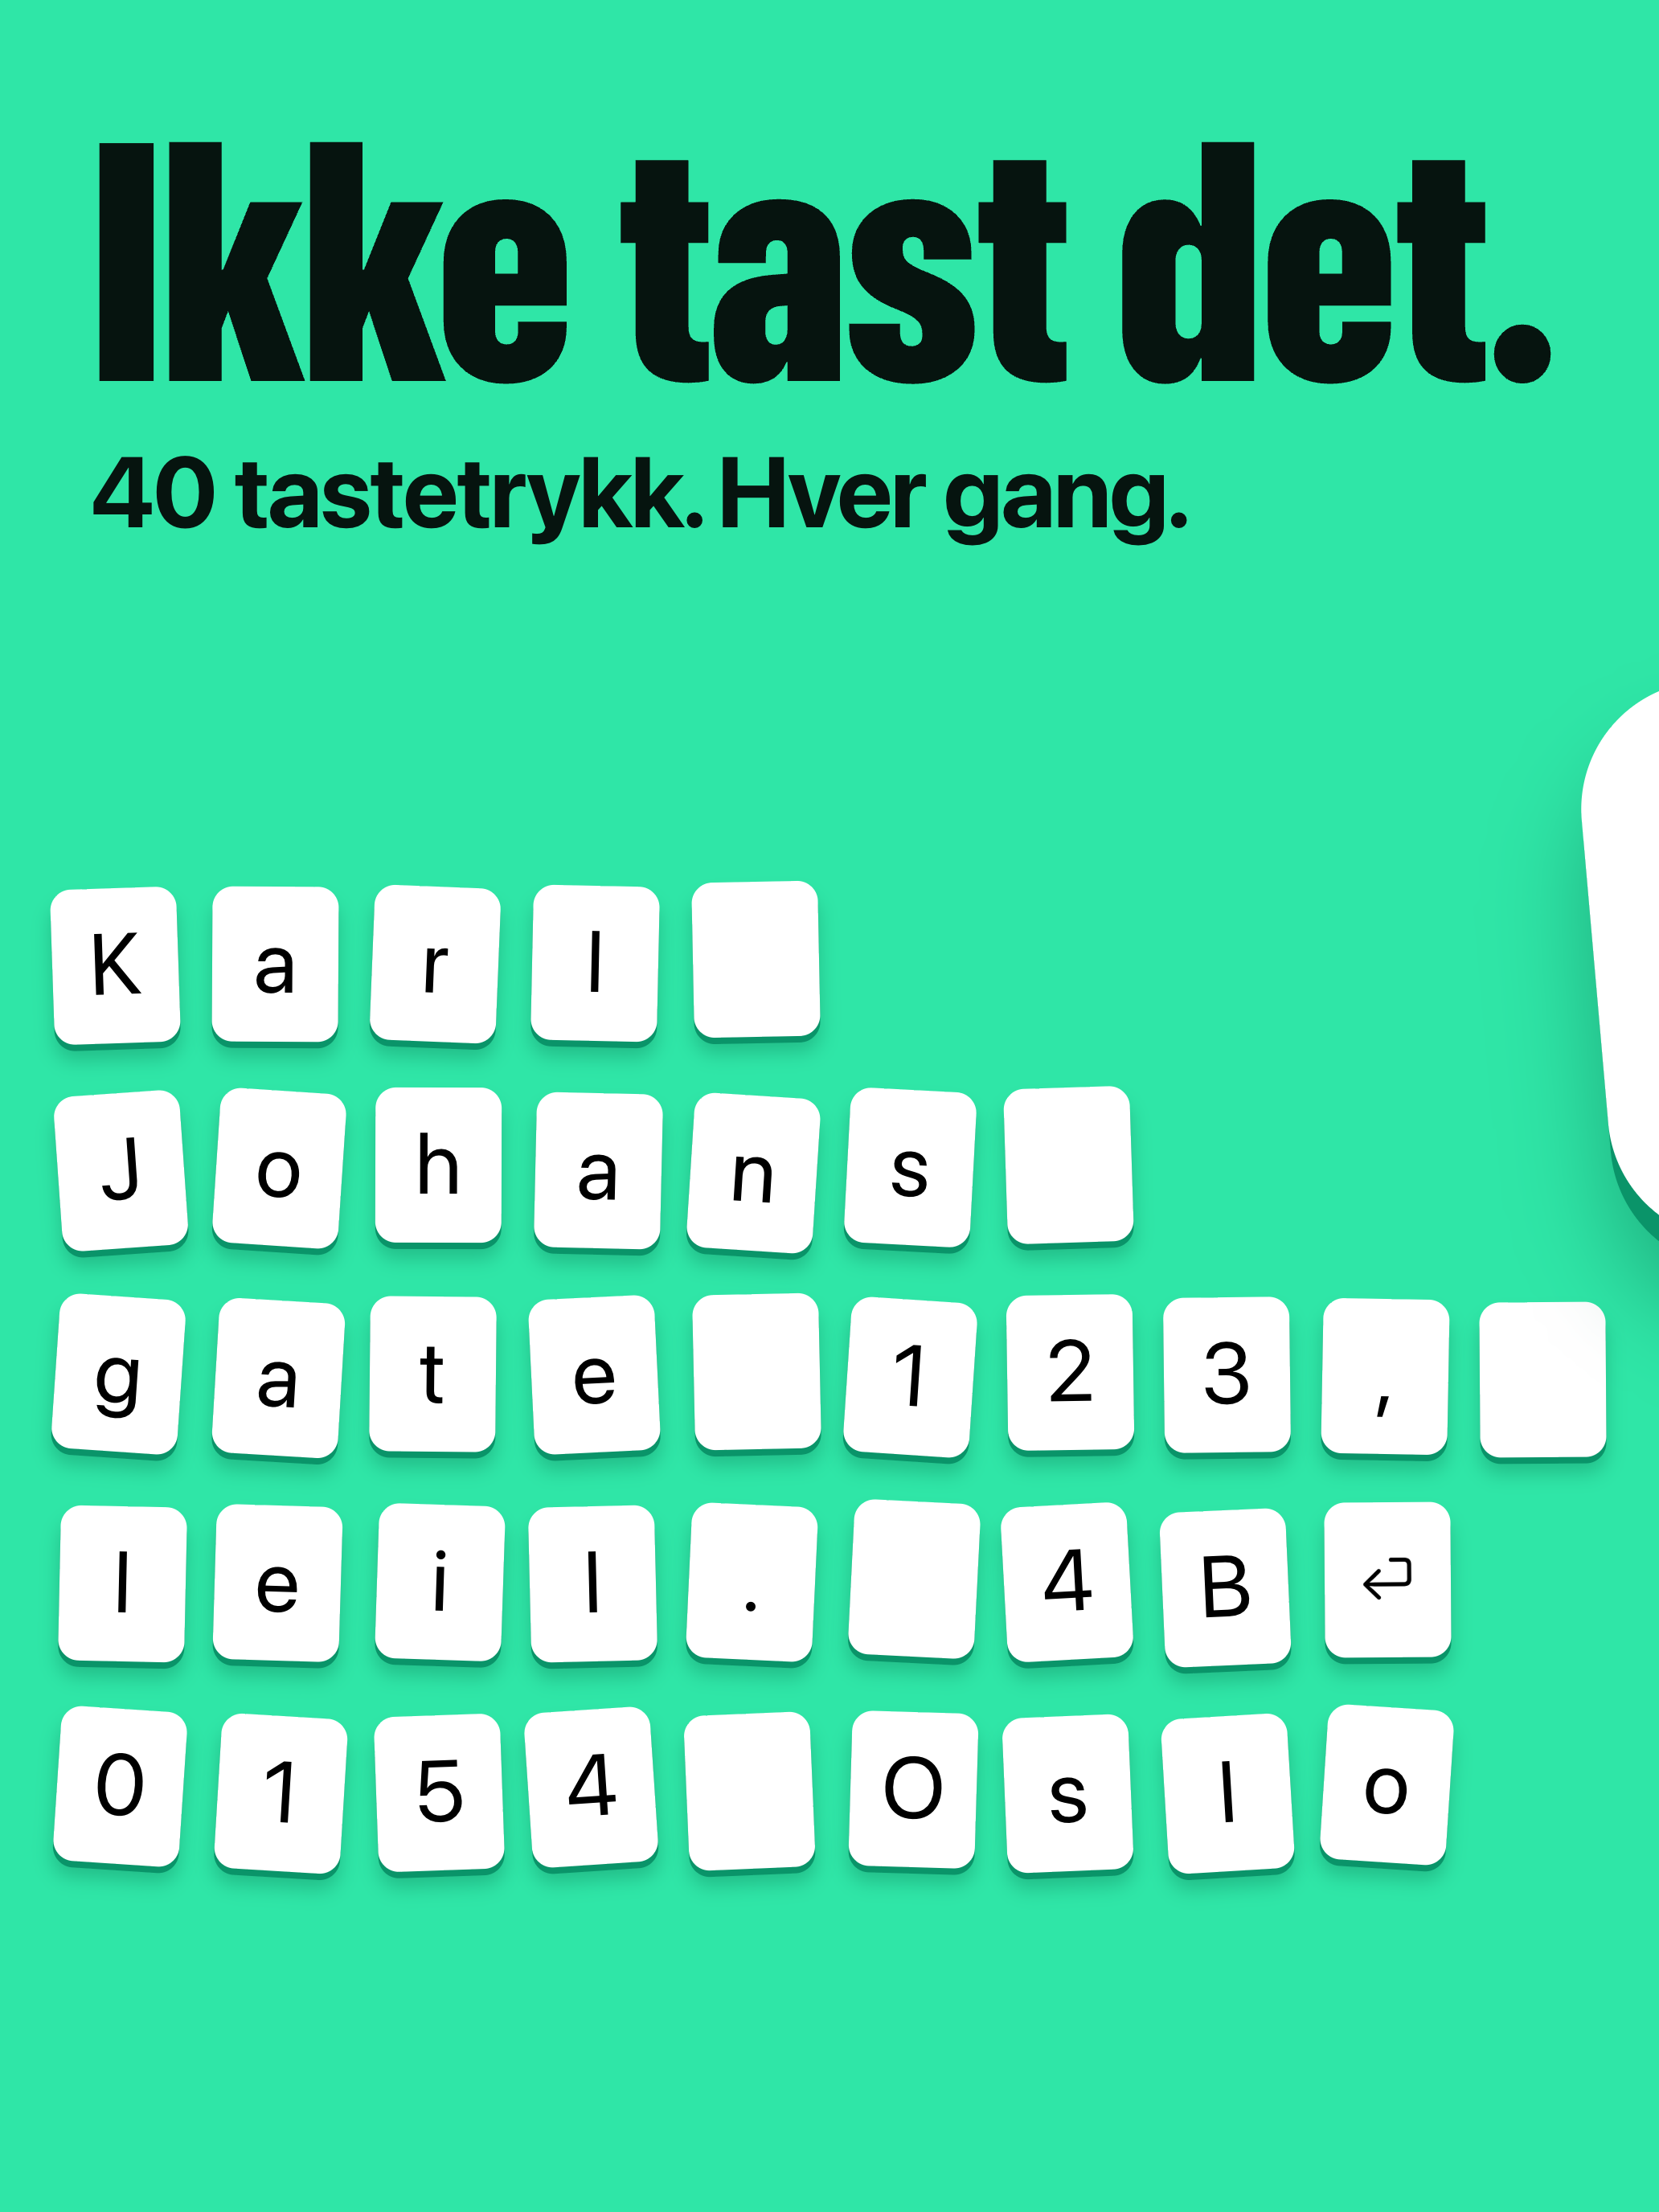 Ikke tast det.
40 tastetrykk. Hver gang.
Karl
Johans
gate 123,
leil. 4B
0154 Oslo